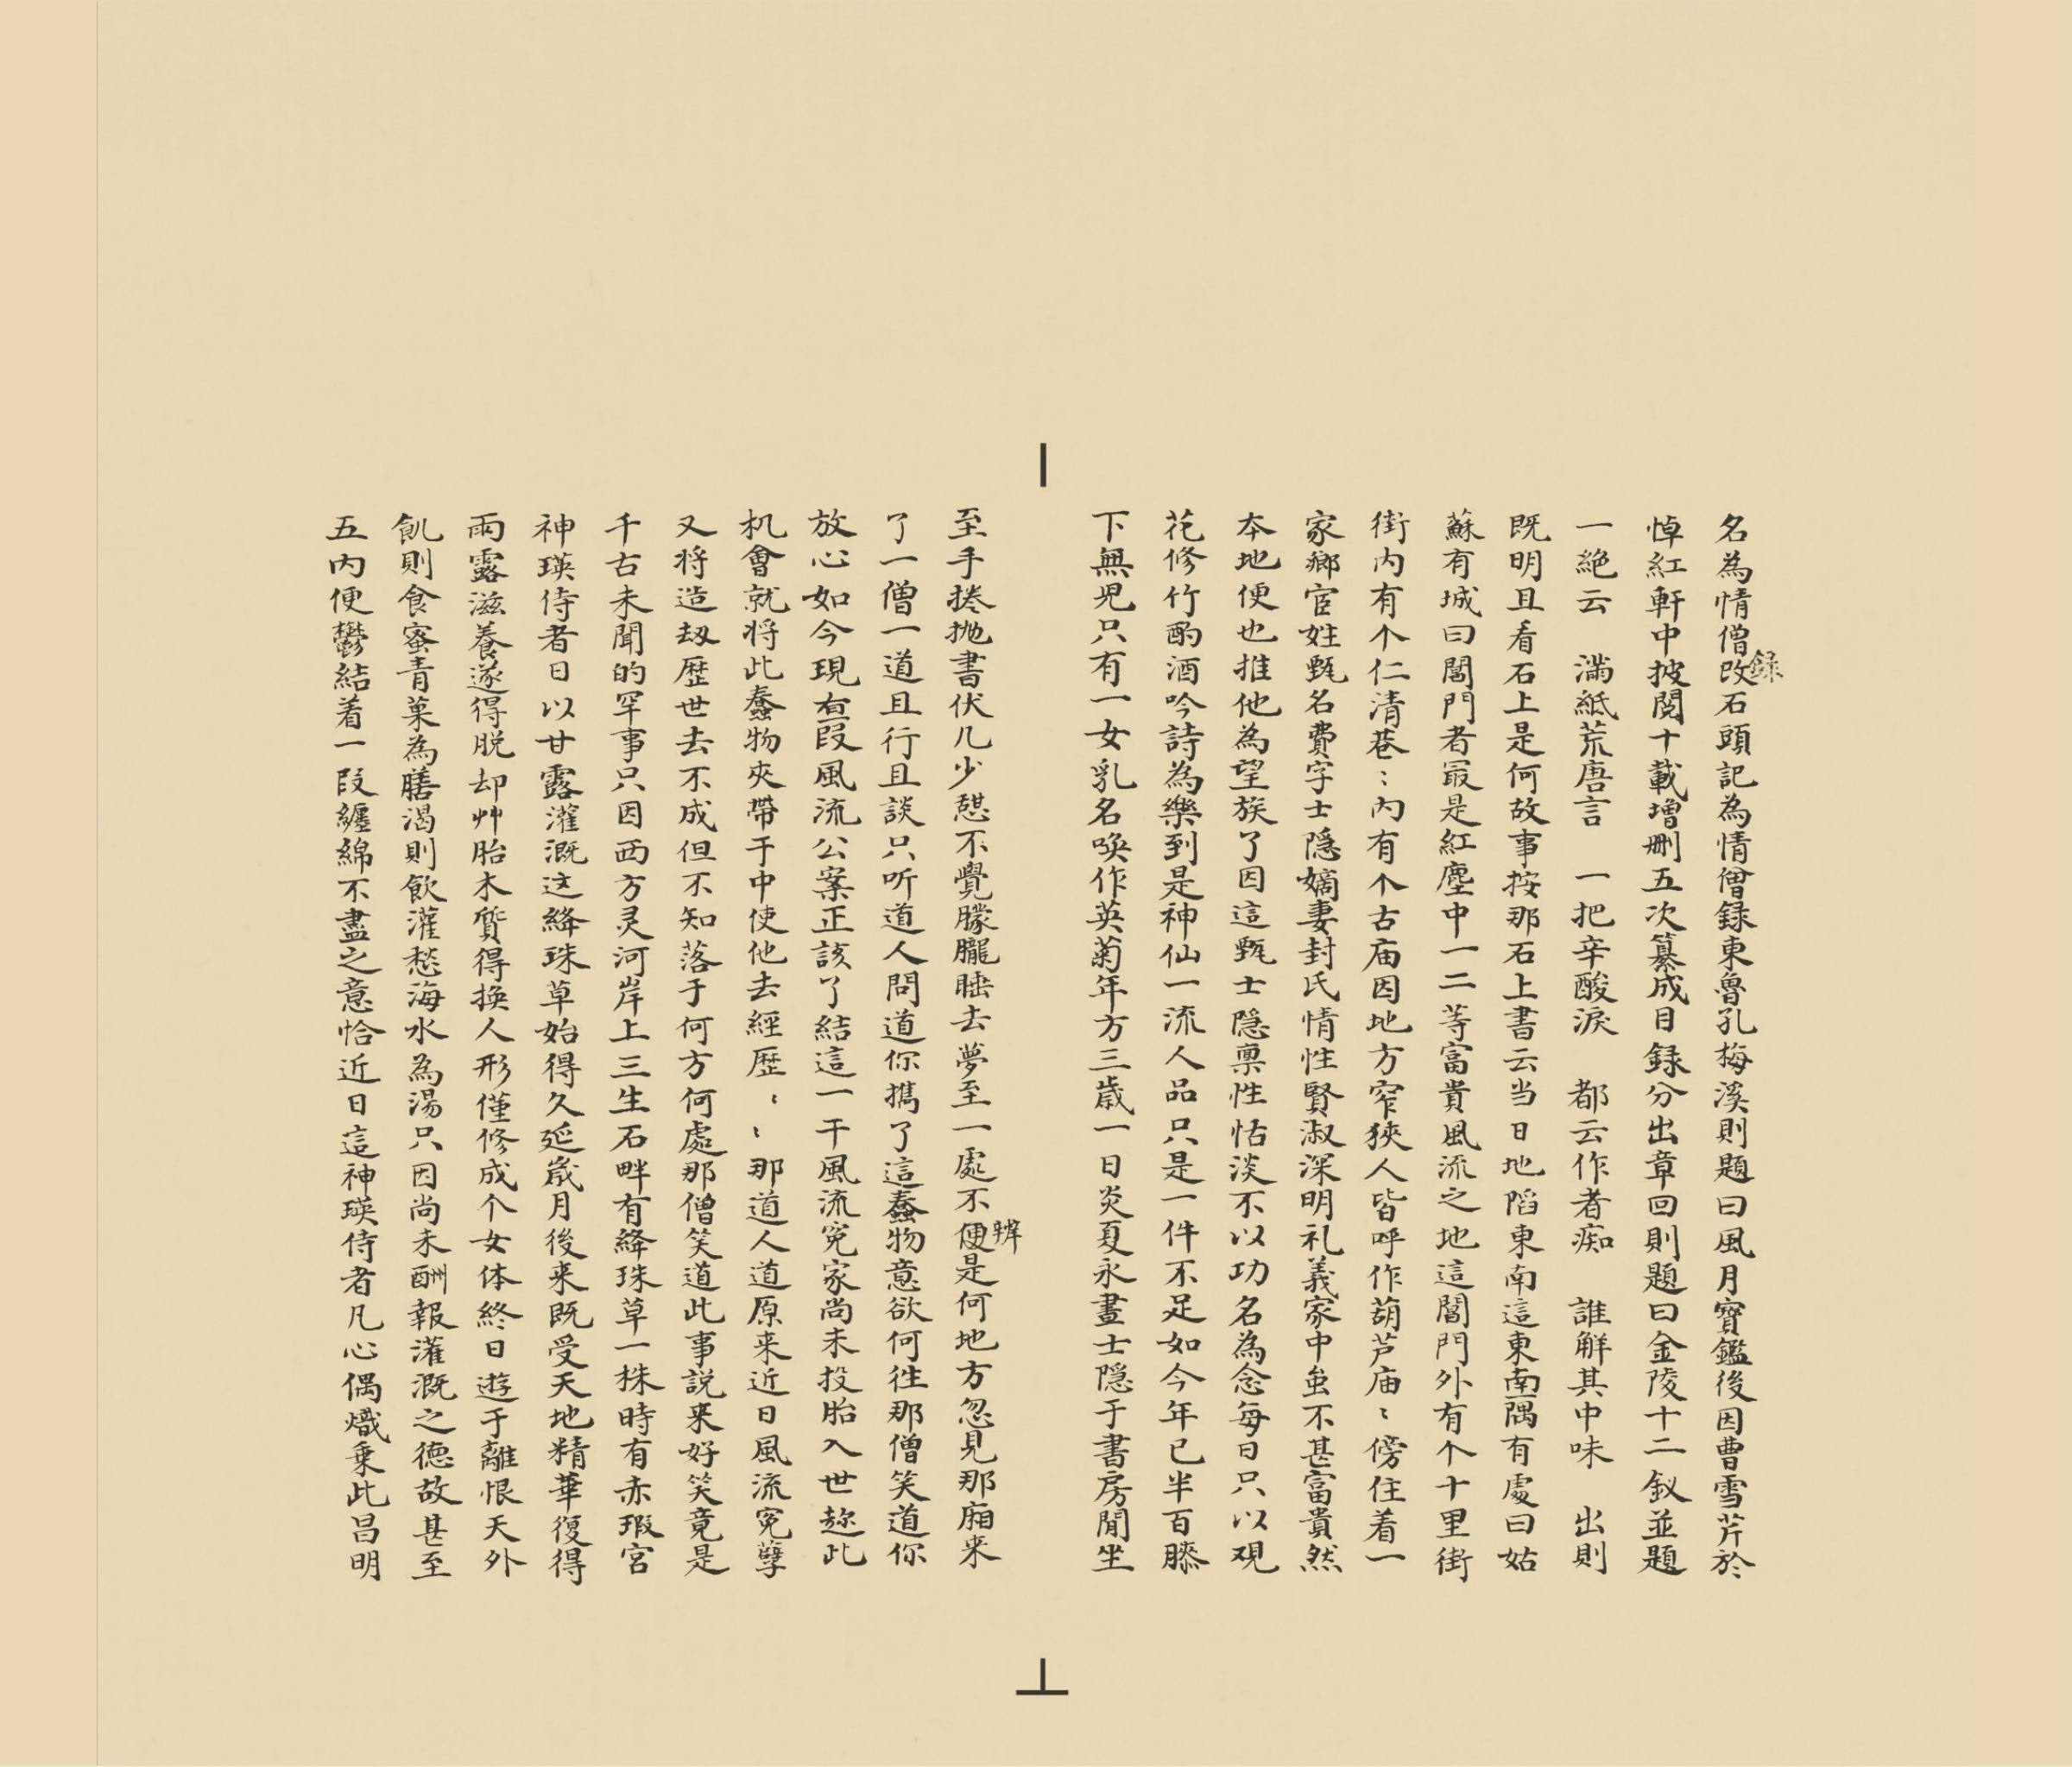 名為情僧改石頭記為情僧録東魯孔梅溪則題曰風月寳鑑後因曹雪芹於
録
悼紅軒中披閱十載增刪五次纂成目録分出章回則題曰金陵十二釵並題
一絶云　滿紙荒唐言　一把辛酸淚　都云作者痴　誰解其中味　出則
既明且看石上是何故事按那石上書云当日地䧟東南這東南隅有處曰姑
蘇有城曰閶門者冣是紅塵中一二等富貴風流之地這閶門外有个十里街
街内有个仁清巷：内有个古庙因地方窄狹人皆呼作葫芦庙：傍住着一
家鄉宦姓甄名費字士隱嫡妻封氏情性賢淑深明礼義家中虽不甚富貴然
本地便也推他為望族了因這甄士隱禀性恬淡不以功名為念每日只以观
花修竹酌酒吟詩為樂到是神仙一流人品只是一件不足如今年已半百膝
下無児只有一女乳名喚作英菊年方三歲一日炎夏永晝士隱于書房閒坐
至手捲抛書伏几少憇不覺朦朧睡去夢至一處不便是何地方忽見那廂来
辨
了一僧一道且行且談只听道人問道你攜了這蠢物意欲何徃那僧笑道你
放心如今現有叚風流公案正該了結這一干風流寃家尚未投胎入世趂此
机會就将此蠢物夾帶于中使他去經歷：：那道人道原来近日風流寃孽
又将造刼歴世去不成但不知落于何方何處那僧笑道此事説来好笑竟是
千古未聞的罕事只因西方灵河岸上三生石畔有絳珠草一株時有赤瑕宮
神瑛侍者日以甘露灌溉这絳珠草始得久延歲月後来既受天地精華復得
雨露滋養遂得脱却艸胎木質得換人形僅修成个女体終日遊于離恨天外
飢則食蜜青菓為膳渴則飲灌愁海水為湯只因尚未酬報灌溉之德故甚至
五内便鬱結着一叚纏綿不盡之意恰近日這神瑛侍者凡心偶熾乗此昌明